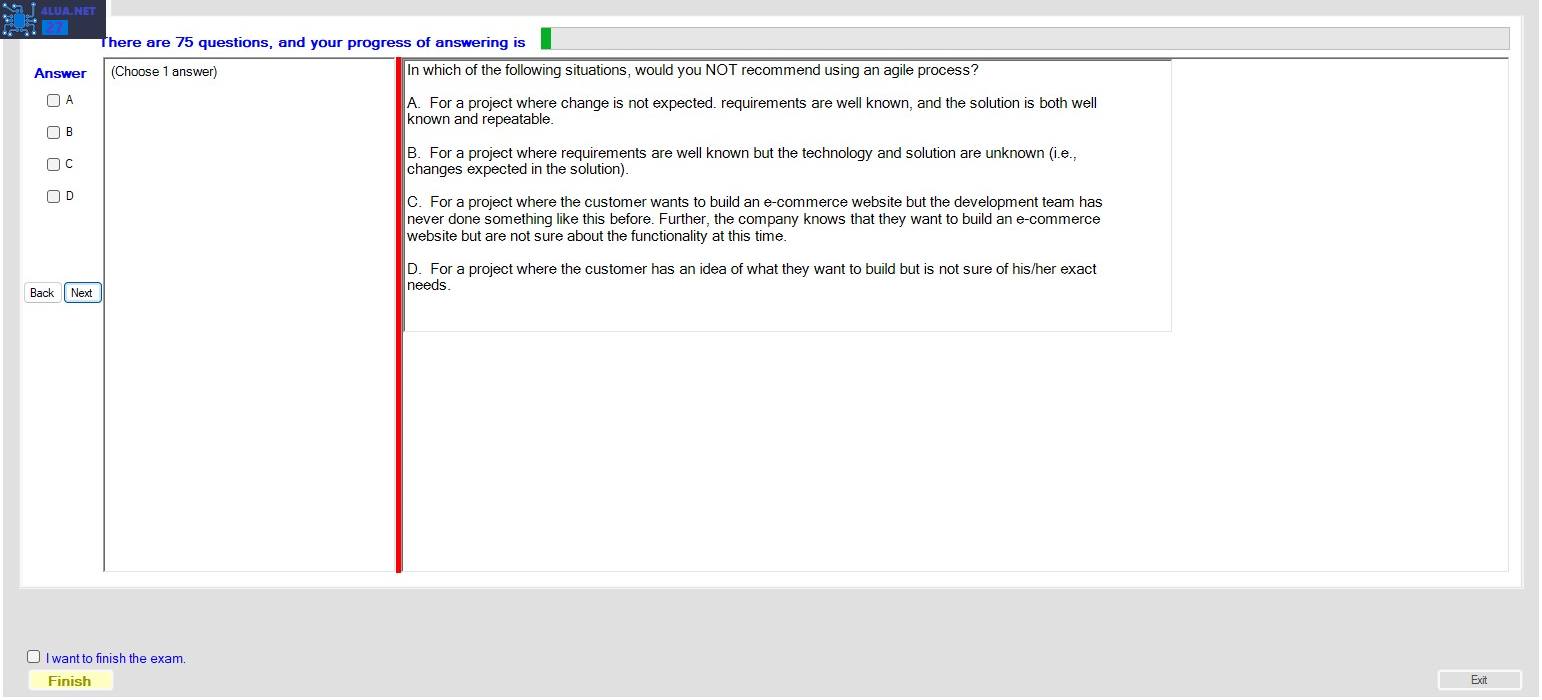 4LUA.NET
27
There are 75 questions, and your progress of answering is
Answer
(Choose 1 answer)
A
B
C
D
Back
Next
In which of the following situations, would you NOT recommend using an agile process?
A. For a project where change is not expected. requirements are well known, and the solution is both well
known and repeatable.
B. For a project where requirements are well known but the technology and solution are unknown (i.e.,
changes expected in the solution).
C. For a project where the customer wants to build an e-commerce website but the development team has
never done something like this before. Further, the company knows that they want to build an e-commerce
website but are not sure about the functionality at this time.
D. For a project where the customer has an idea of what they want to build but is not sure of his/her exact
needs.
I want to finish the exam.
Finish
Exit